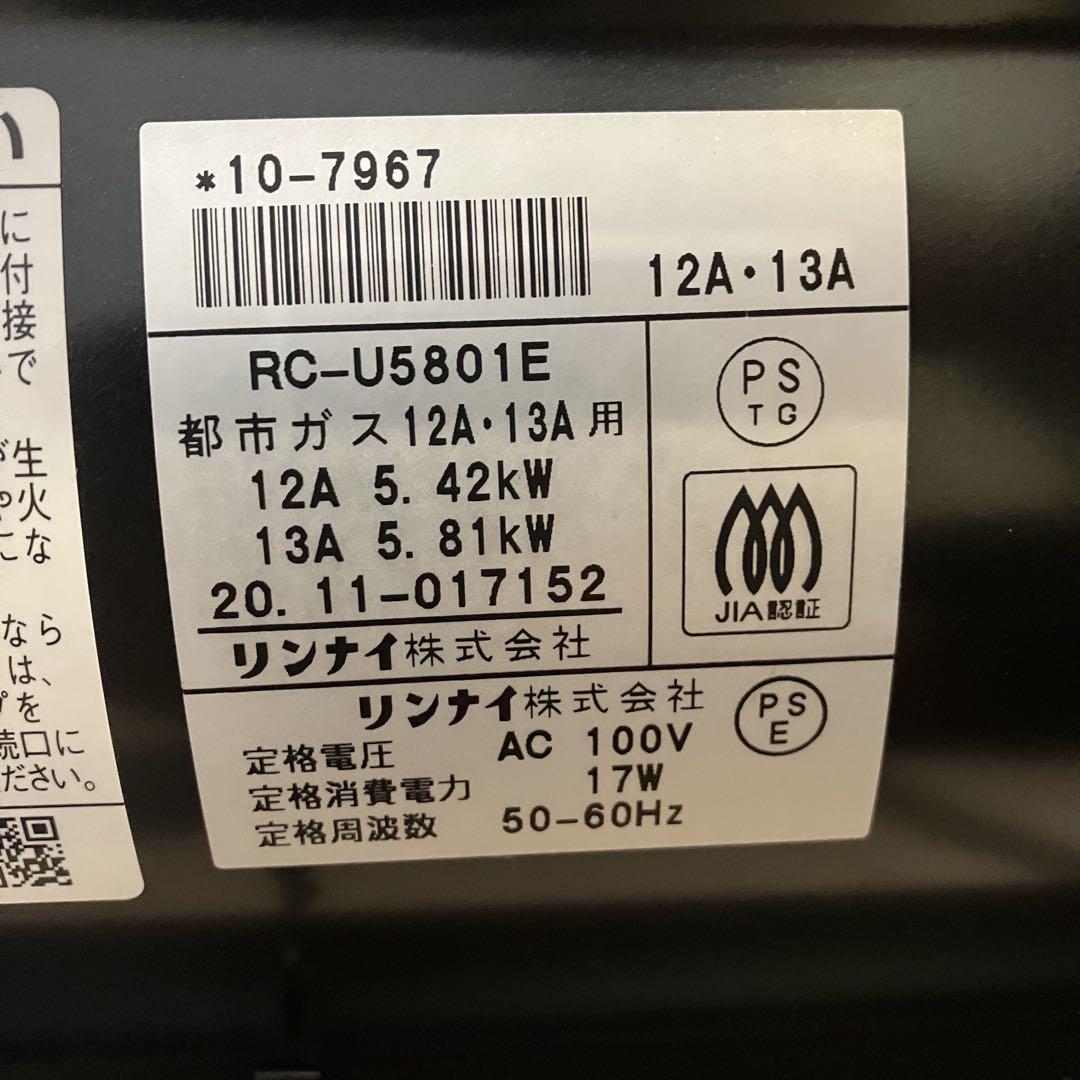 *10-7967
12A・13A
RC-U5801E
都市ガス12A・13A用
12A 5.42kW
13A 5.81kW
20.11-017152
リンナイ株式会社
PS
TG
JIA認証
リンナイ株式会社
定格電圧 AC 100V
定格消費電力 17W
定格周波数 50-60Hz
PS
E
に
付
接
で
生
火
な
なら
は、
を
続口に
ださい。